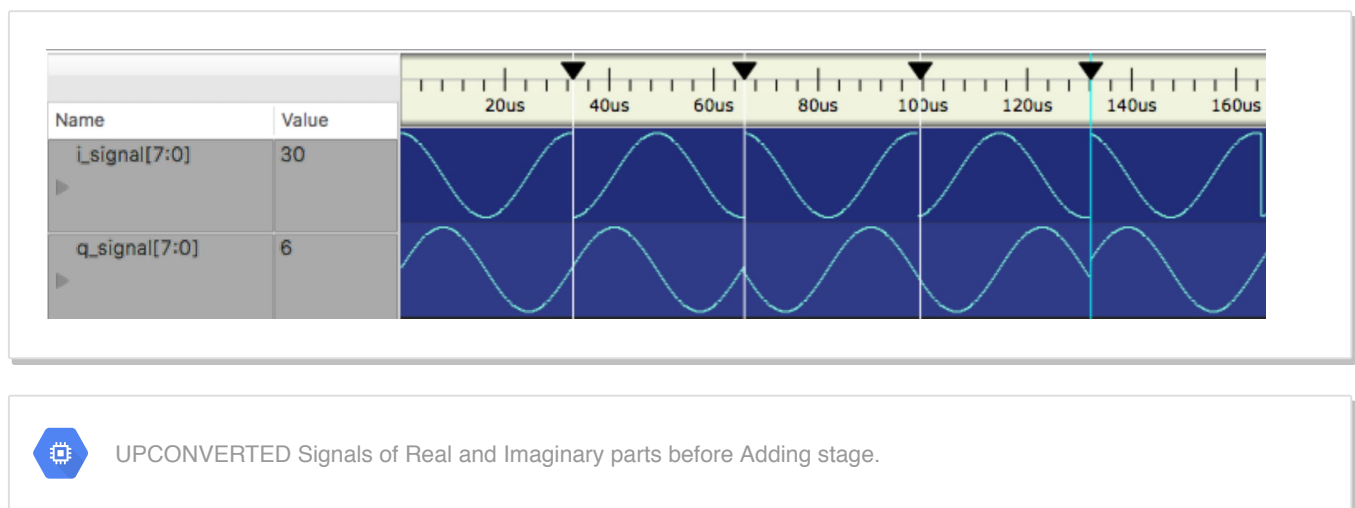 20us 40us 60us 80us 100us 120us 140us 160us
Name Value
i_signal[7:0] 30
q_signal[7:0] 6
UPCONVERTED Signals of Real and Imaginary parts before Adding stage.